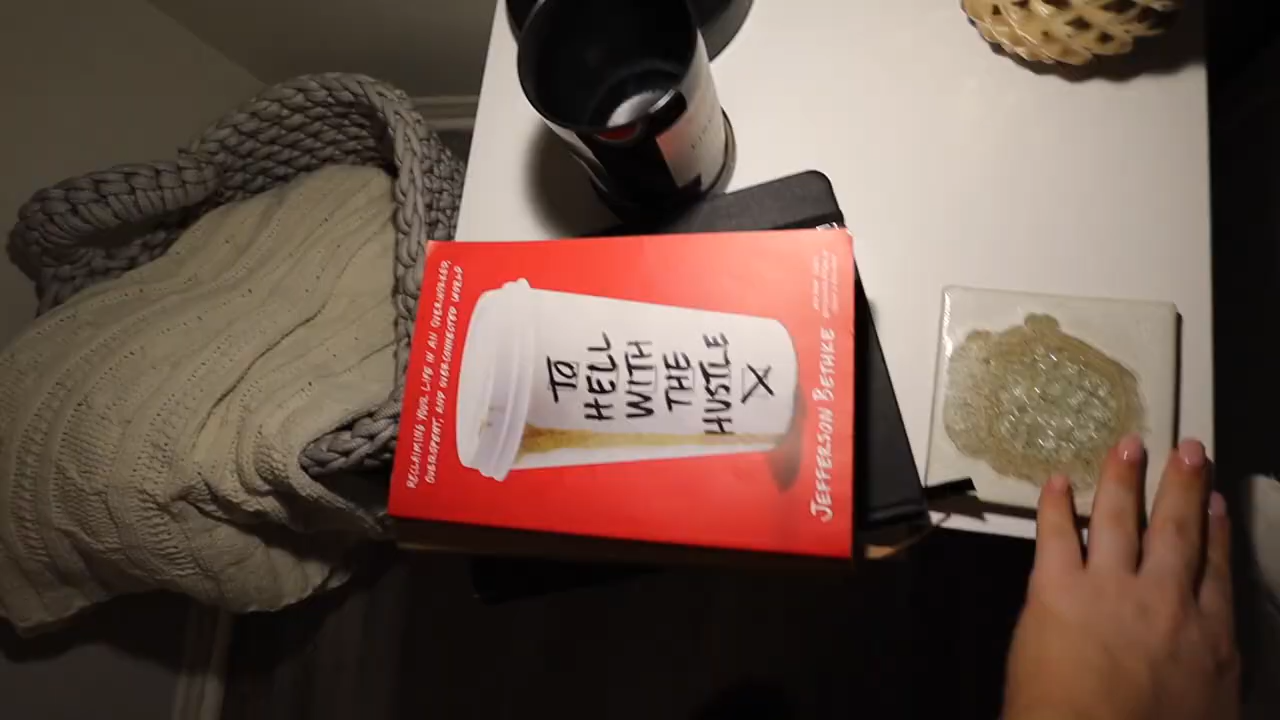 RECLAIMING YOUR LIFE IN AN OVERWORKED,
OVERSPENT, AND OVERCONNECTED WORLD
TO
HELL
WITH
THE
HUSTLE
X
JEFFERSON BETHKE